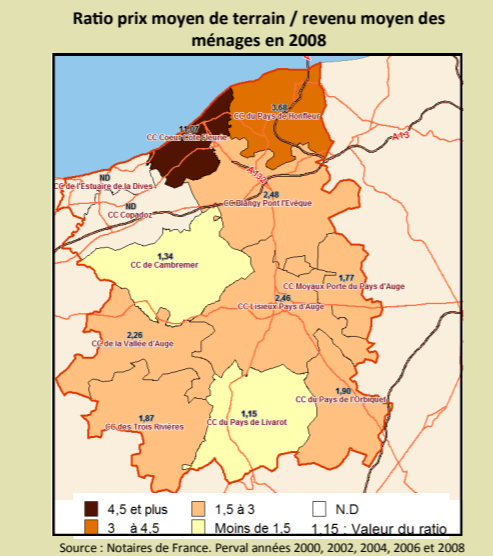 Ratio prix moyen de terrain / revenu moyen des
ménages en 2008
3,68
CC du Pays de Honfleur
11,07
CC Coeur Côte Fleurie
A13
A132
ND
CC de l'Estuaire de la Dives
2,48
CC Blangy Pont l'Evêque
ND
CC Copadoz
1,34
CC de Cambremer
1,77
CC Moyaux Porte du Pays d'Auge
2,46
CC Lisieux Pays d'Auge
2,26
CC de la Vallée d'Auge
1,90
CC du Pays de l'Orbiquet
1,15
CC du Pays de Livarot
1,87
CC des Trois Rivières
4,5 et plus
1,5 à 3
N.D
3 à 4,5
Moins de 1,5
1,15 : Valeur du ratio
Source : Notaires de France. Perval années 2000, 2002, 2004, 2006 et 2008